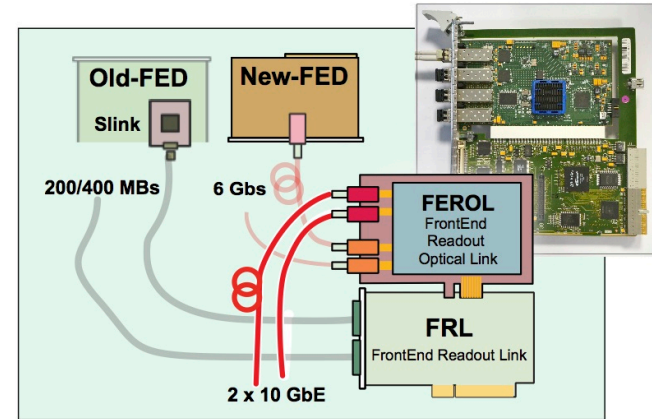 Old-FED
New-FED
Slink
200/400 MBs
6 Gbs
FEROL
FrontEnd
Readout
Optical Link
FRL
FrontEnd Readout Link
2 x 10 GbE